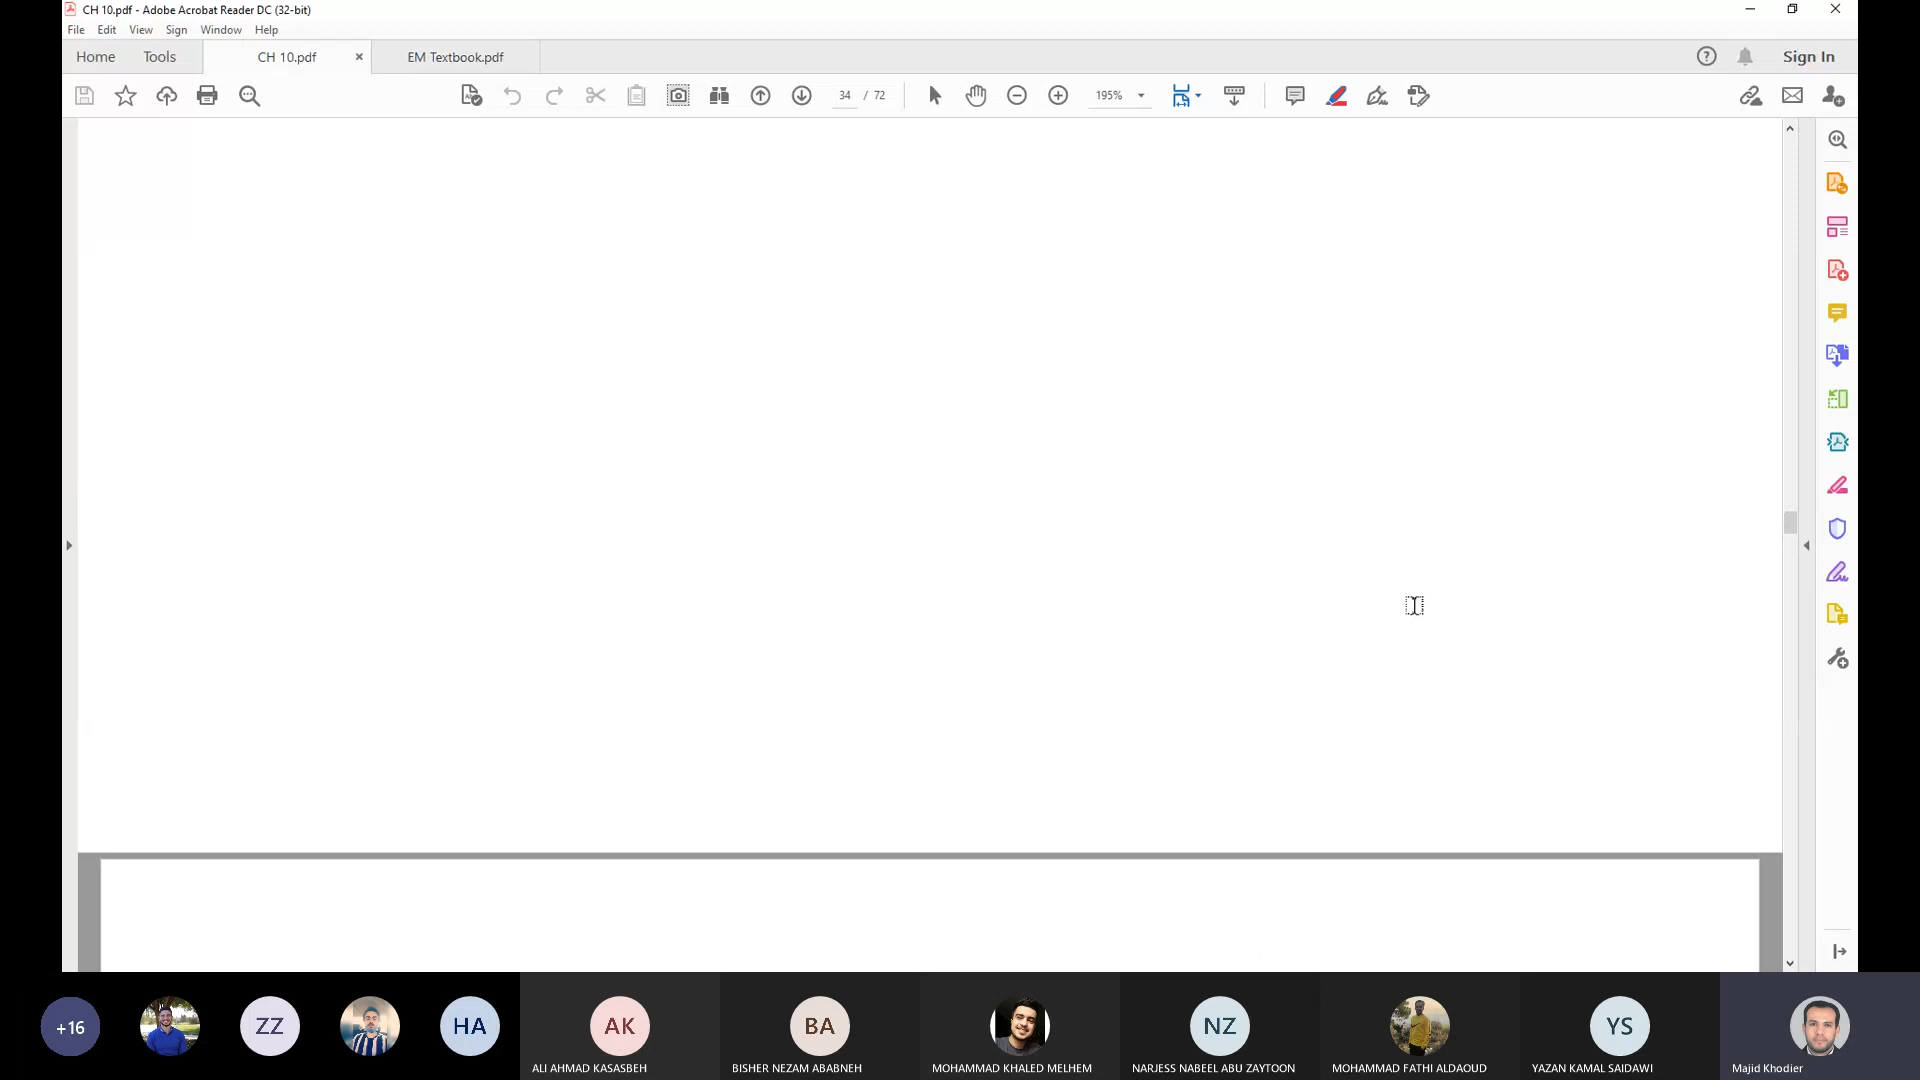 CH 10.pdf - Adobe Acrobat Reader DC (32-bit)
File Edit View Sign Window Help
Home Tools CH 10.pdf × EM Textbook.pdf Sign In
34 / 72 195%
+16
ZZ
HA
AK
BA
NZ
YS
ALI AHMAD KASASBEH
BISHER NEZAM ABABNEH
MOHAMMAD KHALED MELHEM
NARJESS NABEEL ABU ZAYTOON
MOHAMMAD FATHI ALDAOUD
YAZAN KAMAL SAIDAWI
Majid Khodier